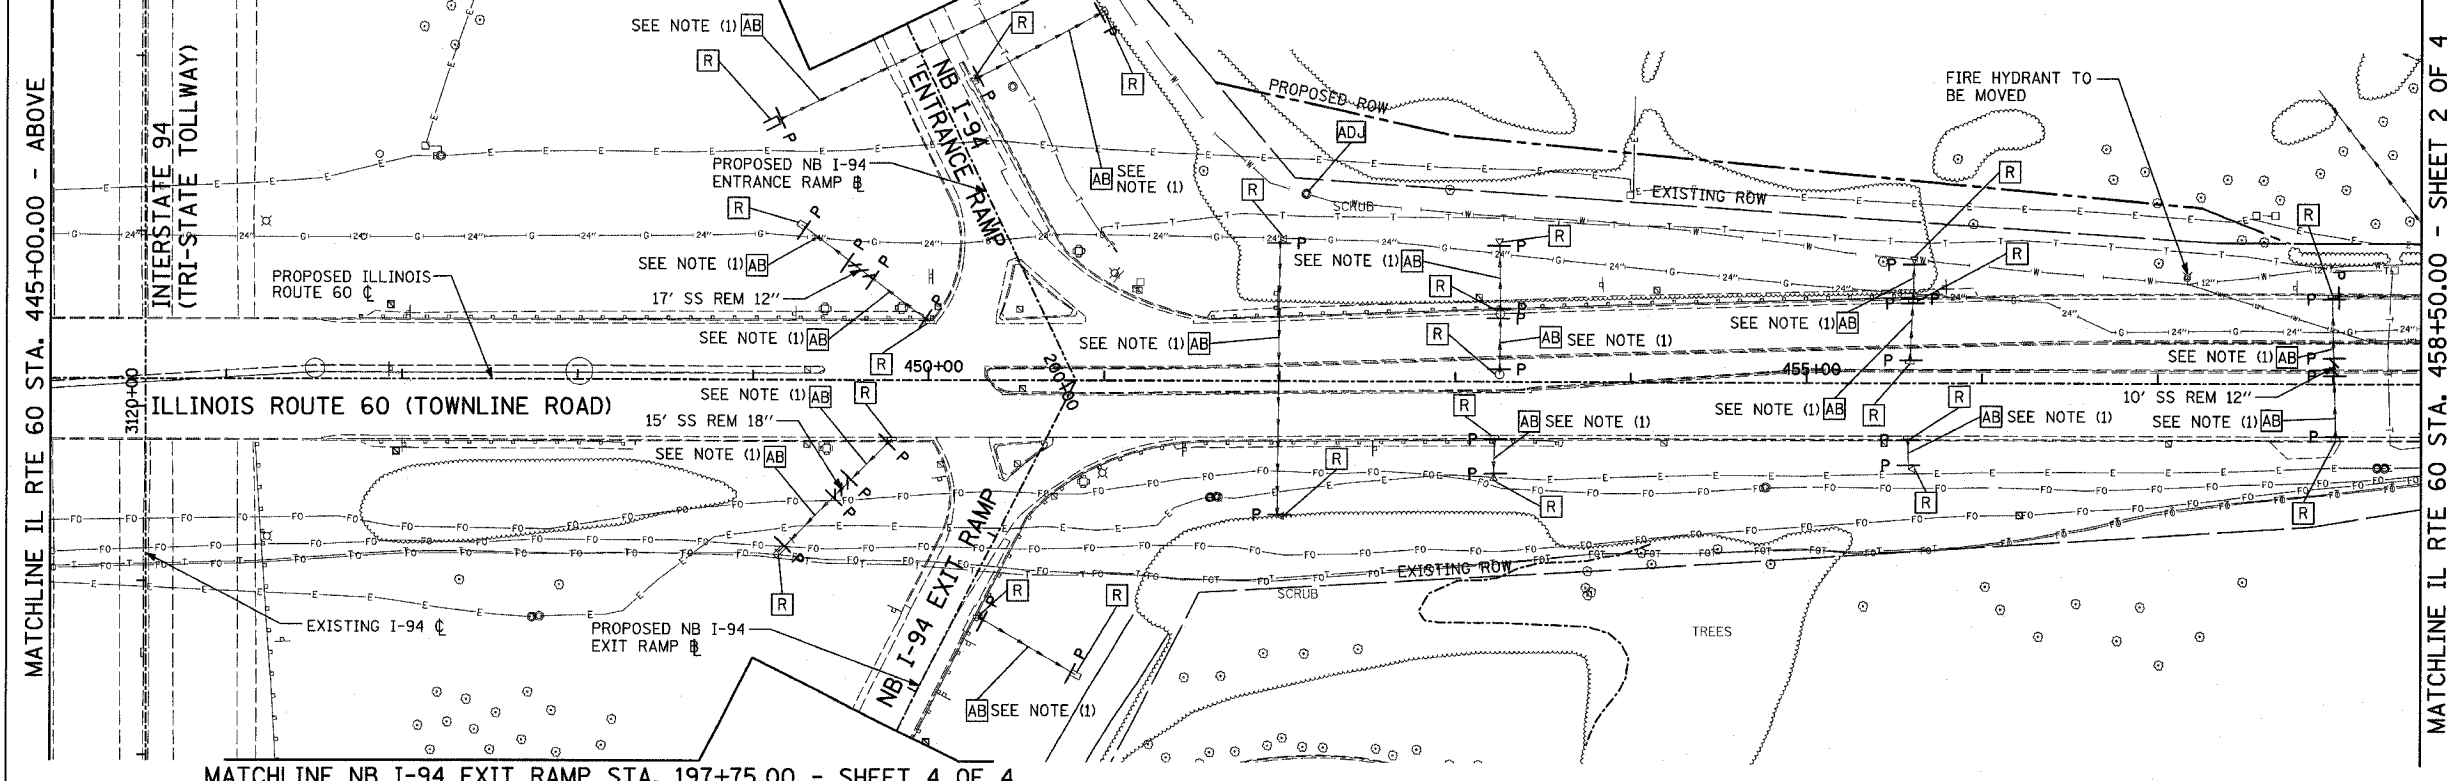 MATCHLINE IL RTE 60 STA. 445+00.00 - ABOVE
INTERSTATE 94
(TRI-STATE TOLLWAY)
SEE NOTE (1) AB
R
R
R
NB I-94
ENTRANCE RAMP
AB SEE
NOTE (1)
PROPOSED NB I-94
ENTRANCE RAMP B
PROPOSED ROW
ADJ
FIRE HYDRANT TO
BE MOVED
EXISTING ROW
SCRUB
R
R
R
R
SEE NOTE (1) AB
17' SS REM 12"
SEE NOTE (1) AB
R
PROPOSED ILLINOIS
ROUTE 60 CL
SEE NOTE (1) AB
R
R
R
R
SEE NOTE (1) AB
AB SEE NOTE (1)
SEE NOTE (1) AB
SEE NOTE (1) AB
450+00
200+00
455+00
3120+00
ILLINOIS ROUTE 60 (TOWNLINE ROAD)
SEE NOTE (1) AB
R
15' SS REM 18"
SEE NOTE (1) AB
R
AB SEE NOTE (1)
SEE NOTE (1) AB
R
R
AB SEE NOTE (1)
10' SS REM 12"
SEE NOTE (1) AB
R
R
R
R
R
NB I-94 EXIT RAMP
EXISTING ROW
SCRUB
TREES
EXISTING I-94 CL
PROPOSED NB I-94
EXIT RAMP B
R
R
AB SEE NOTE (1)
MATCHLINE NB I-94 EXIT RAMP STA. 197+75.00 - SHEET 4 OF 4
MATCHLINE IL RTE 60 STA. 458+50.00 - SHEET 2 OF 4